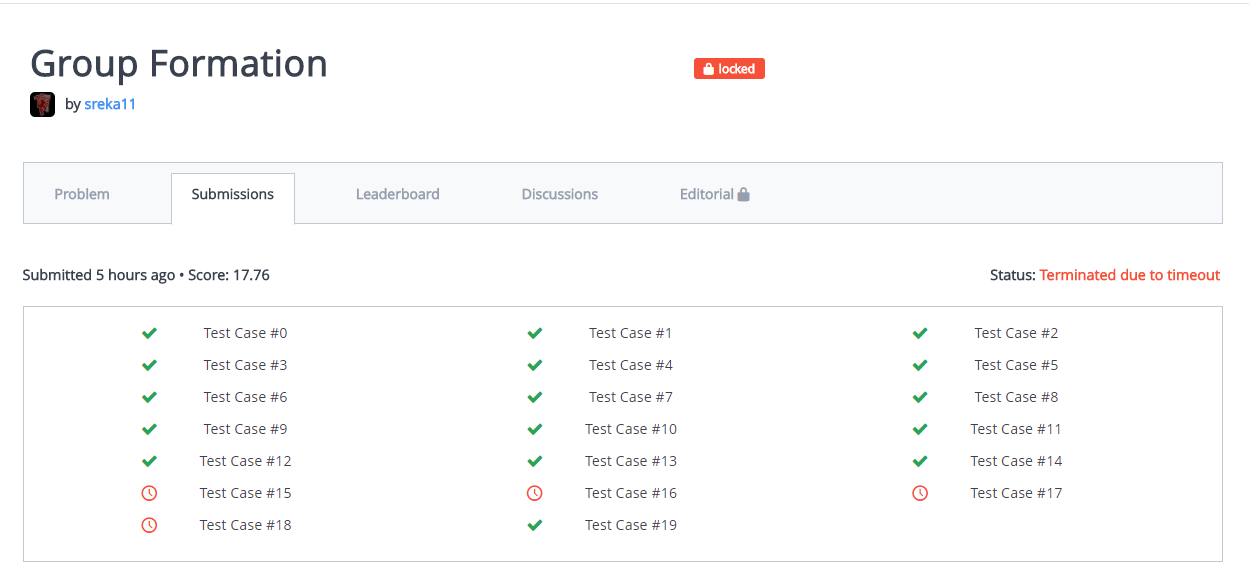 Group Formation
locked
by sreka11
Problem Submissions Leaderboard Discussions Editorial
Submitted 5 hours ago • Score: 17.76
Status: Terminated due to timeout
Test Case #0 Test Case #1 Test Case #2
Test Case #3 Test Case #4 Test Case #5
Test Case #6 Test Case #7 Test Case #8
Test Case #9 Test Case #10 Test Case #11
Test Case #12 Test Case #13 Test Case #14
Test Case #15 Test Case #16 Test Case #17
Test Case #18 Test Case #19